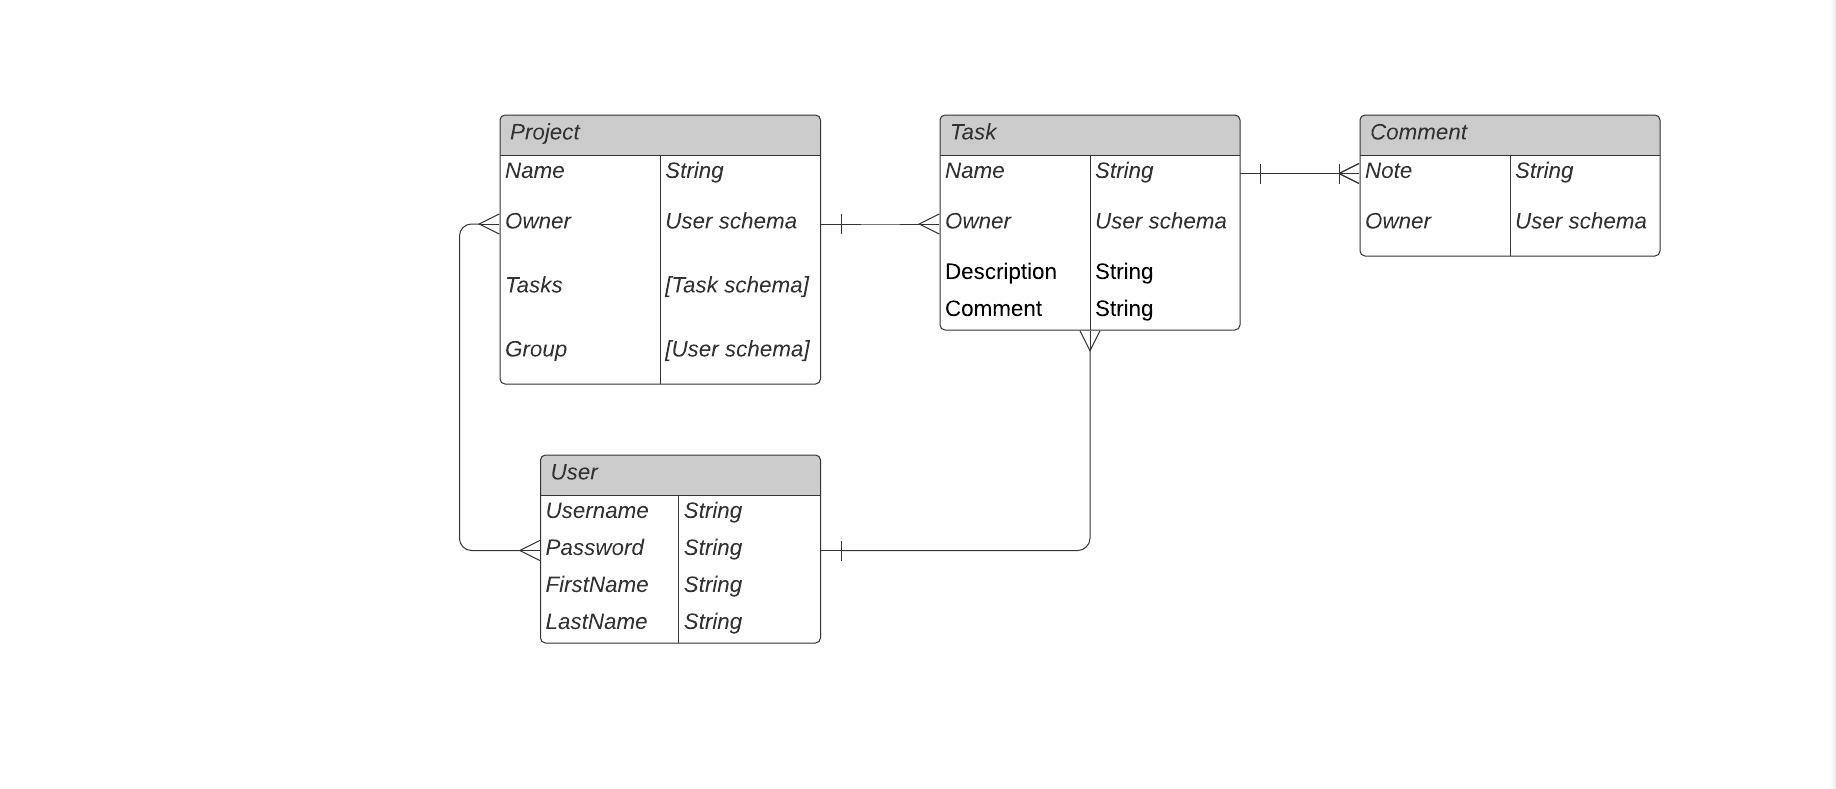 Project
Name String
Owner User schema
Tasks [Task schema]
Group [User schema]
Task
Name String
Owner User schema
Description String
Comment String
Comment
Note String
Owner User schema
User
Username String
Password String
FirstName String
LastName String